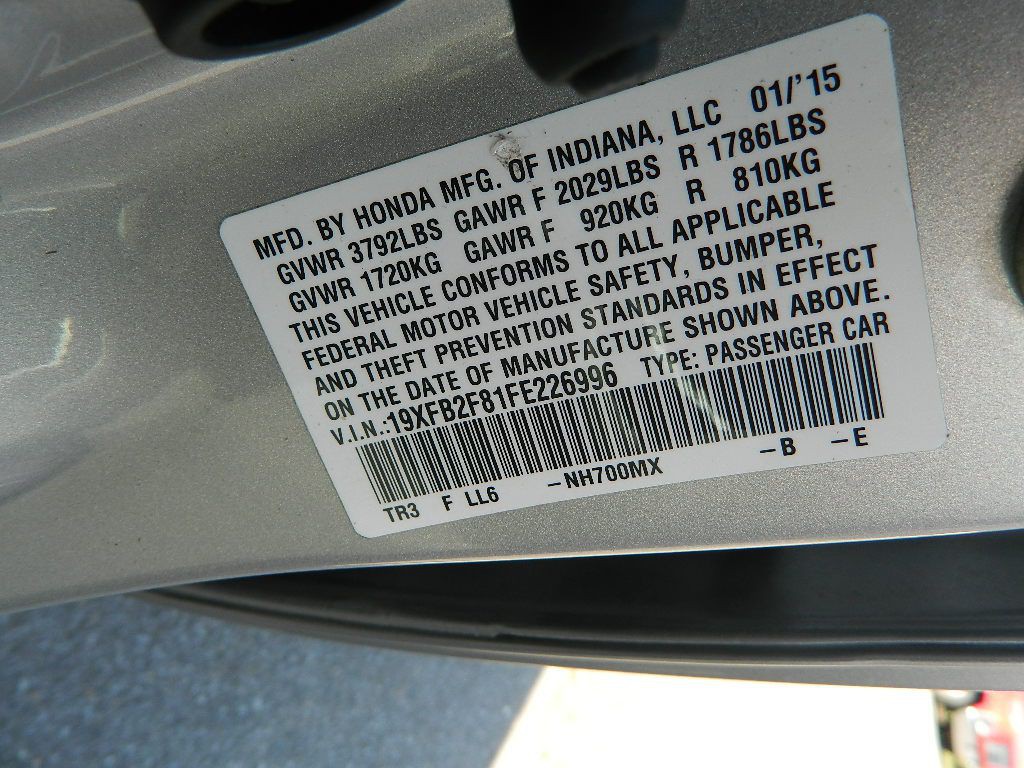 MFD. BY HONDA MFG. OF INDIANA, LLC 01/'15
GVWR 3792LBS GAWR F 2029LBS R 1786LBS
GVWR 1720KG GAWR F 920KG R 810KG
THIS VEHICLE CONFORMS TO ALL APPLICABLE
FEDERAL MOTOR VEHICLE SAFETY, BUMPER,
AND THEFT PREVENTION STANDARDS IN EFFECT
ON THE DATE OF MANUFACTURE SHOWN ABOVE.
V.I.N.:19XFB2F81FE226996 TYPE: PASSENGER CAR
TR3 F LL6 -NH700MX -B -E